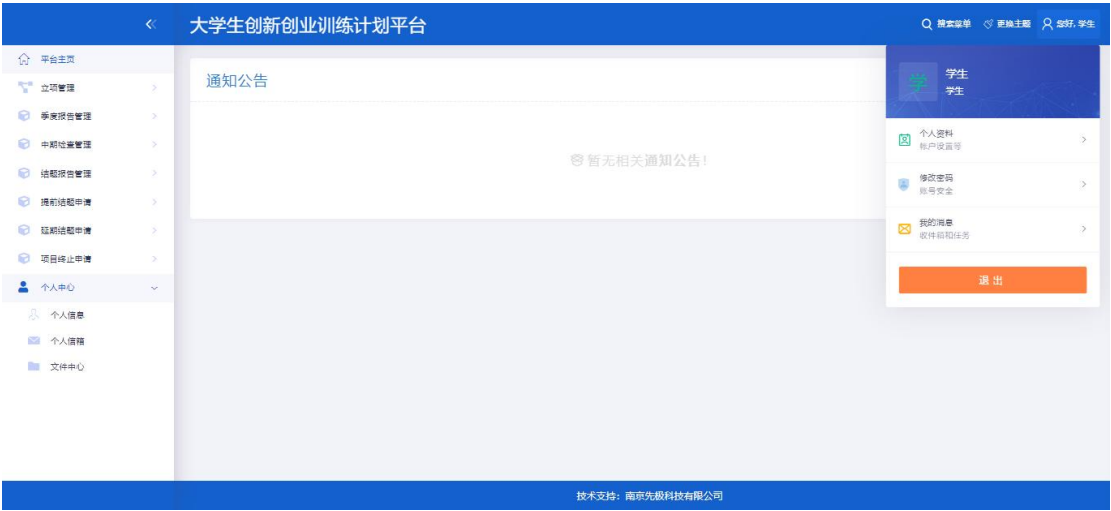 大学生创新创业训练计划平台
搜索菜单
更换主题
您好, 学生
平台主页
立项管理
季度报告管理
中期检查管理
结题报告管理
提前结题申请
延期结题申请
项目终止申请
个人中心
个人信息
个人信箱
文件中心
通知公告
暂无相关通知公告!
学
学生
学生
个人资料
帐户设置等
修改密码
账号安全
我的消息
收件箱和任务
退出
技术支持：南京先极科技有限公司